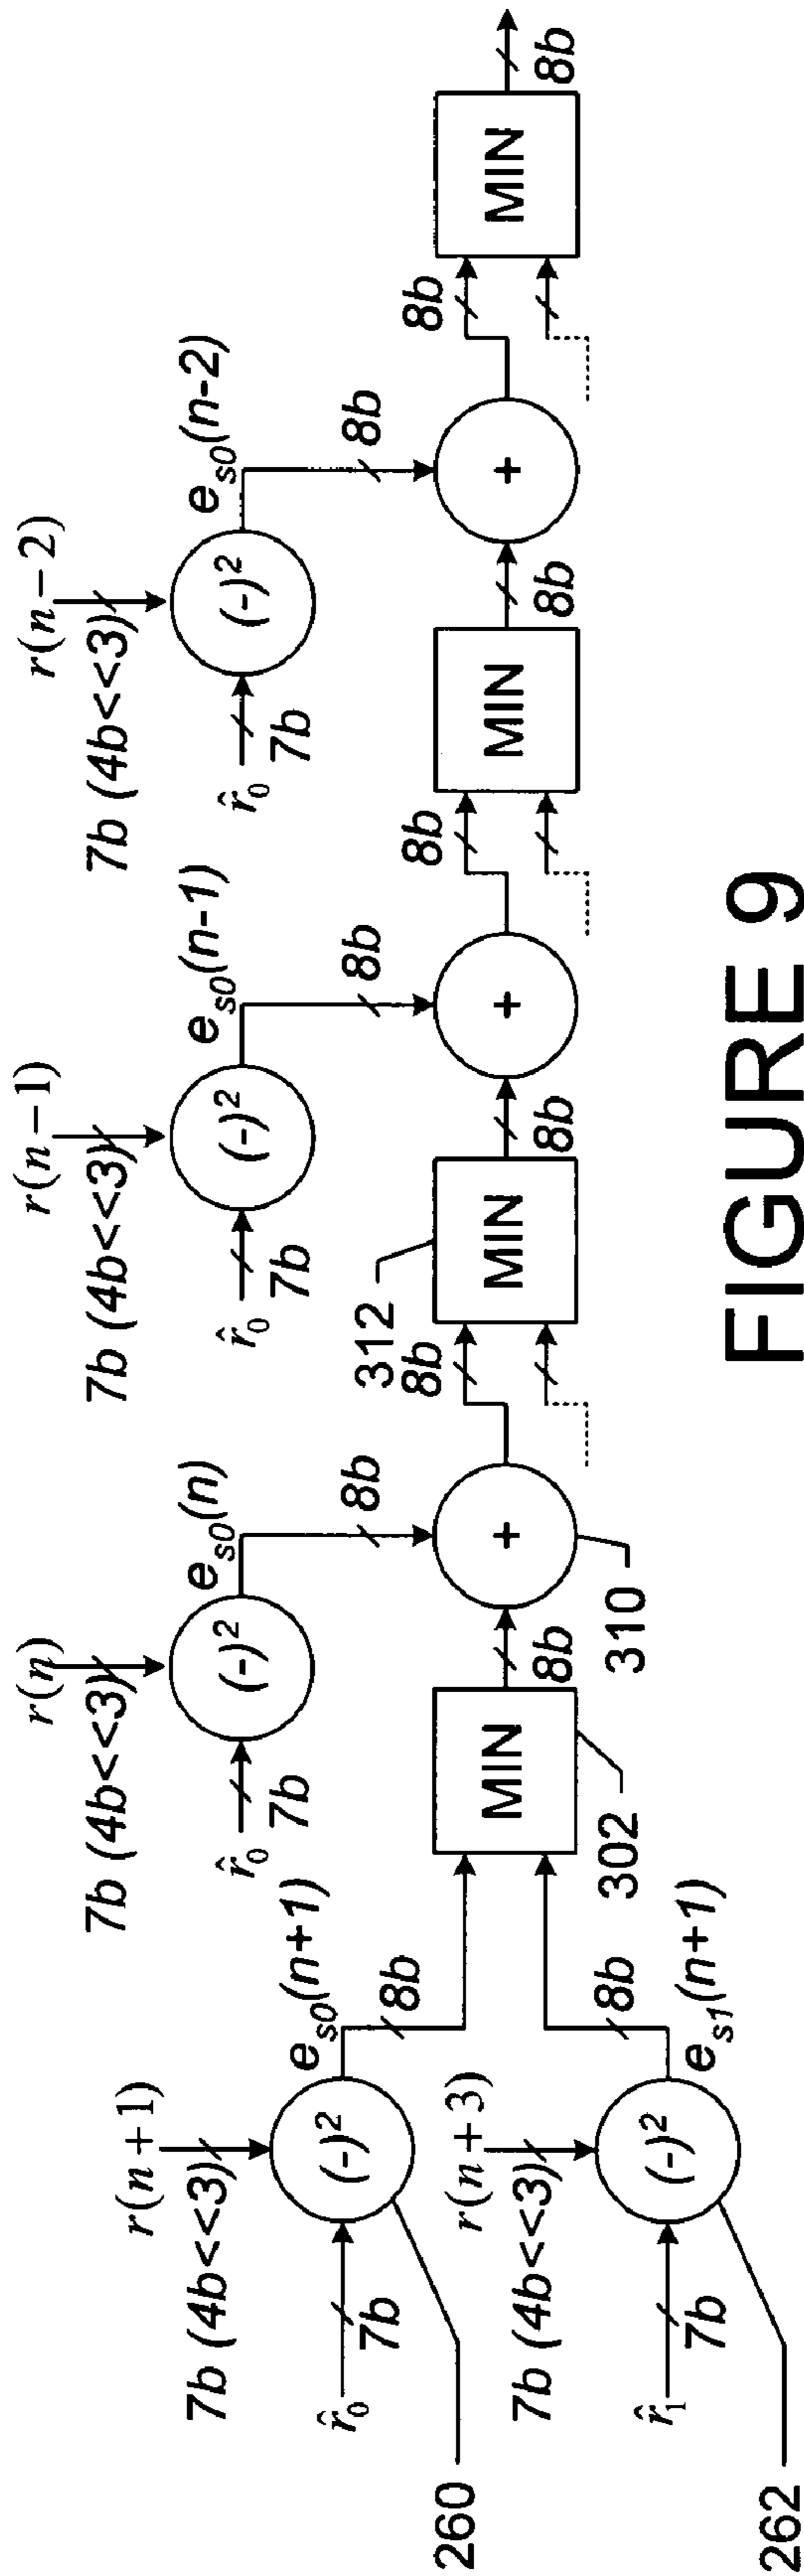 r(n+1)
7b (4b<<3)
r̂₀
7b
260
e_s0(n+1)
8b
r(n+3)
7b (4b<<3)
r̂₁
7b
262
(-)²
(-)²
8b
e_s1(n+1)
MIN
302
8b
r(n)
7b (4b<<3)
r̂₀
7b
(-)²
e_s0(n)
8b
+
310
8b
312
MIN
8b
r(n−1)
7b (4b<<3)
r̂₀
7b
(-)²
e_s0(n-1)
8b
+
8b
MIN
8b
r(n−2)
7b (4b<<3)
r̂₀
7b
(-)²
e_s0(n-2)
8b
+
8b
MIN
8b
FIGURE 9